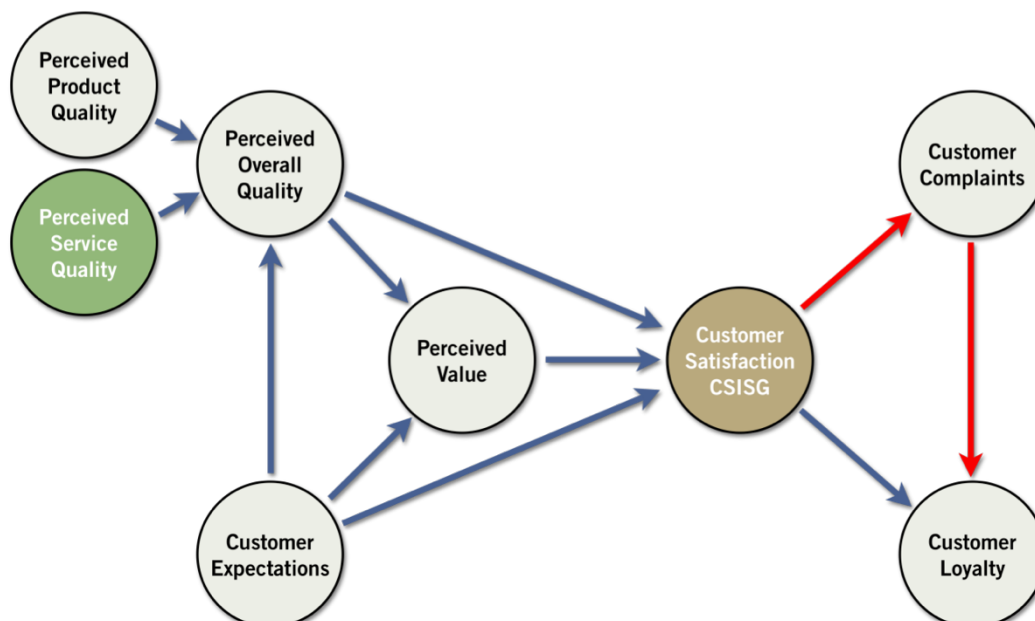 Perceived
Product
Quality
Perceived
Service
Quality
Perceived
Overall
Quality
Perceived
Value
Customer
Expectations
Customer
Satisfaction
CSISG
Customer
Complaints
Customer
Loyalty